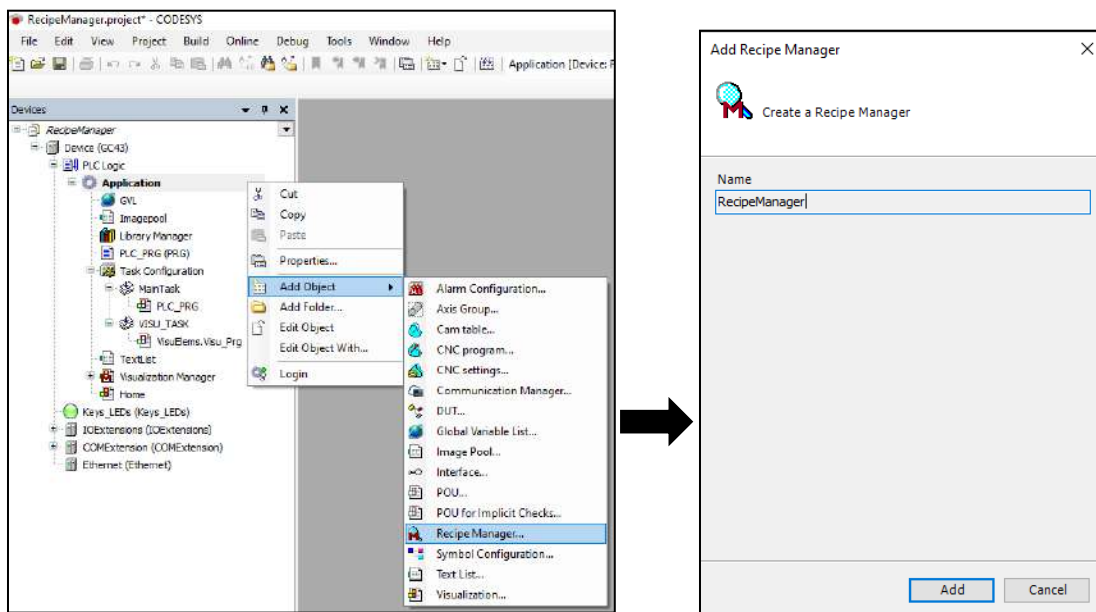 RecipeManager.project* - CODESYS
File Edit View Project Build Online Debug Tools Window Help
Application [Device:
Devices
RecipeManager
Device (GC43)
PLC Logic
Application
GVL
Imagepool
Library Manager
PLC_PRG (PRG)
Task Configuration
MainTask
PLC_PRG
VISU_TASK
VisuElems.Visu_Prg
TextList
Visualization Manager
Home
Keys_LEDs (Keys_LEDs)
IOExtensions (IOExtensions)
COMExtension (COMExtension)
Ethernet (Ethernet)
Cut
Copy
Paste
Properties...
Add Object
Add Folder...
Edit Object
Edit Object With...
Login
Alarm Configuration...
Axis Group...
Cam table...
CNC program...
CNC settings...
Communication Manager...
DUT...
Global Variable List...
Image Pool...
Interface...
POU...
POU for Implicit Checks...
Recipe Manager...
Symbol Configuration...
Text List...
Visualization...
Add Recipe Manager
Create a Recipe Manager
Name
RecipeManager
Add Cancel